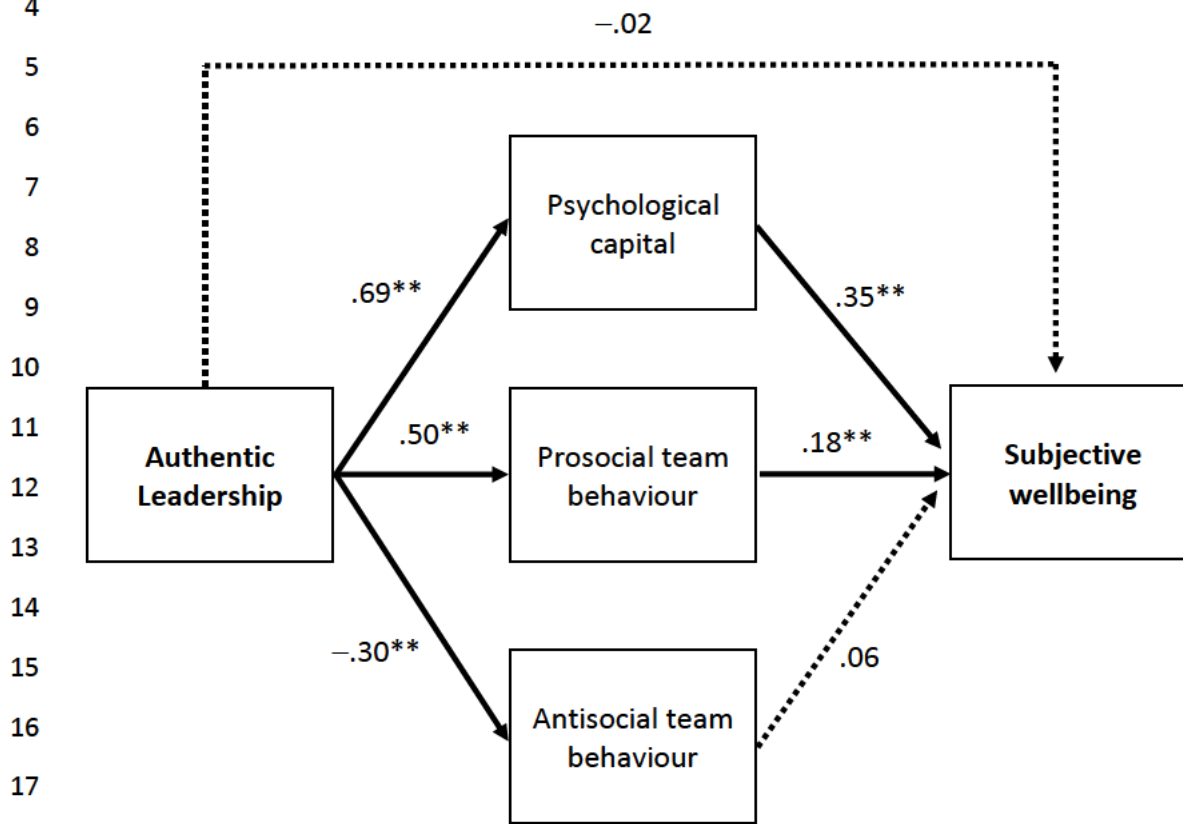 4
−.02
5
6
7
Psychological
8
capital
9
.69**
.35**
10
11
.50**
.18**
Authentic
Prosocial team
Subjective
12
Leadership
behaviour
wellbeing
13
14
15
−.30**
.06
16
Antisocial team
behaviour
17